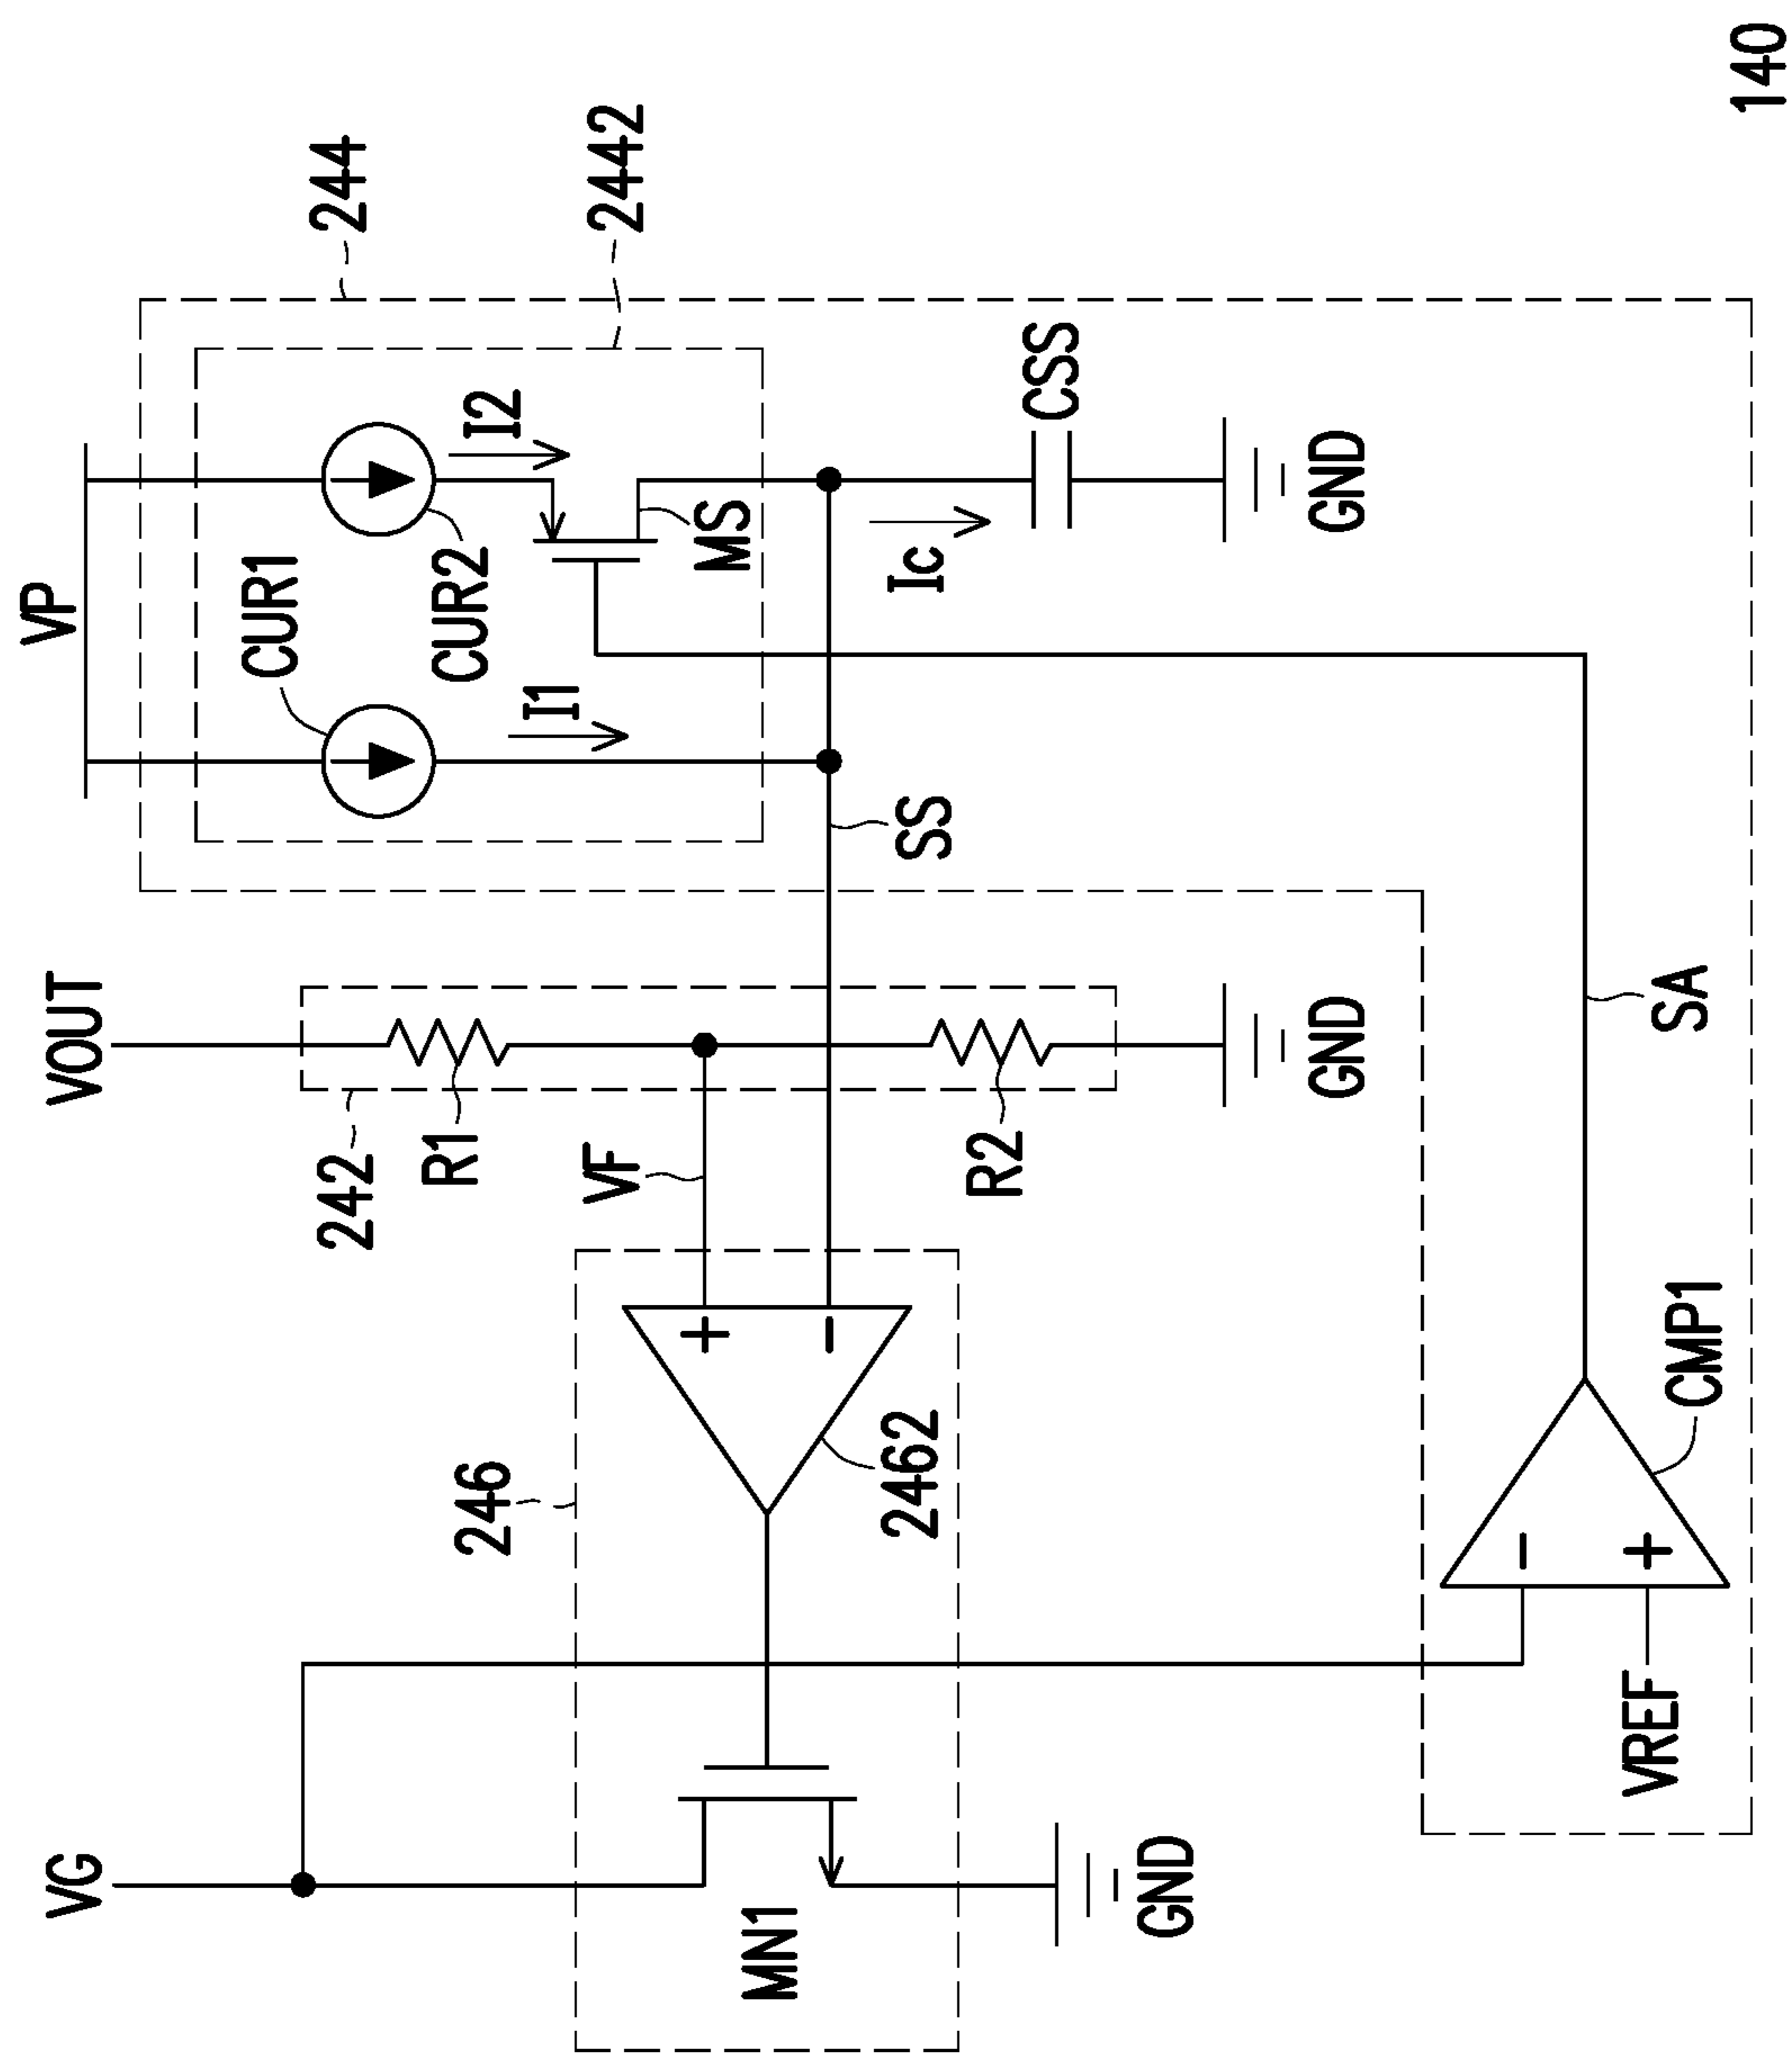 VG
VOUT
VP
CUR1
242
244
246
R1
CUR2
I2
I1
VF
2442
MS
+
−
MN1
2462
SS
Ic
R2
CSS
GND
GND
GND
−
+
VREF
CMP1
SA
140